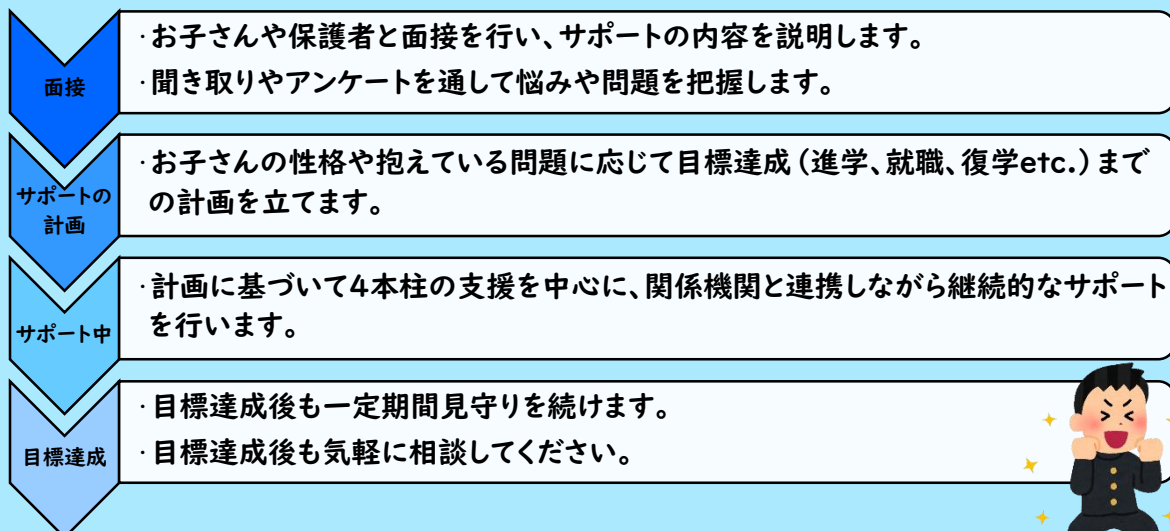 面接
・お子さんや保護者と面接を行い、サポートの内容を説明します。
・聞き取りやアンケートを通して悩みや問題を把握します。
サポートの
計画
・お子さんの性格や抱えている問題に応じて目標達成（進学、就職、復学etc.）まで
の計画を立てます。
サポート中
・計画に基づいて4本柱の支援を中心に、関係機関と連携しながら継続的なサポート
を行います。
目標達成
・目標達成後も一定期間見守りを続けます。
・目標達成後も気軽に相談してください。